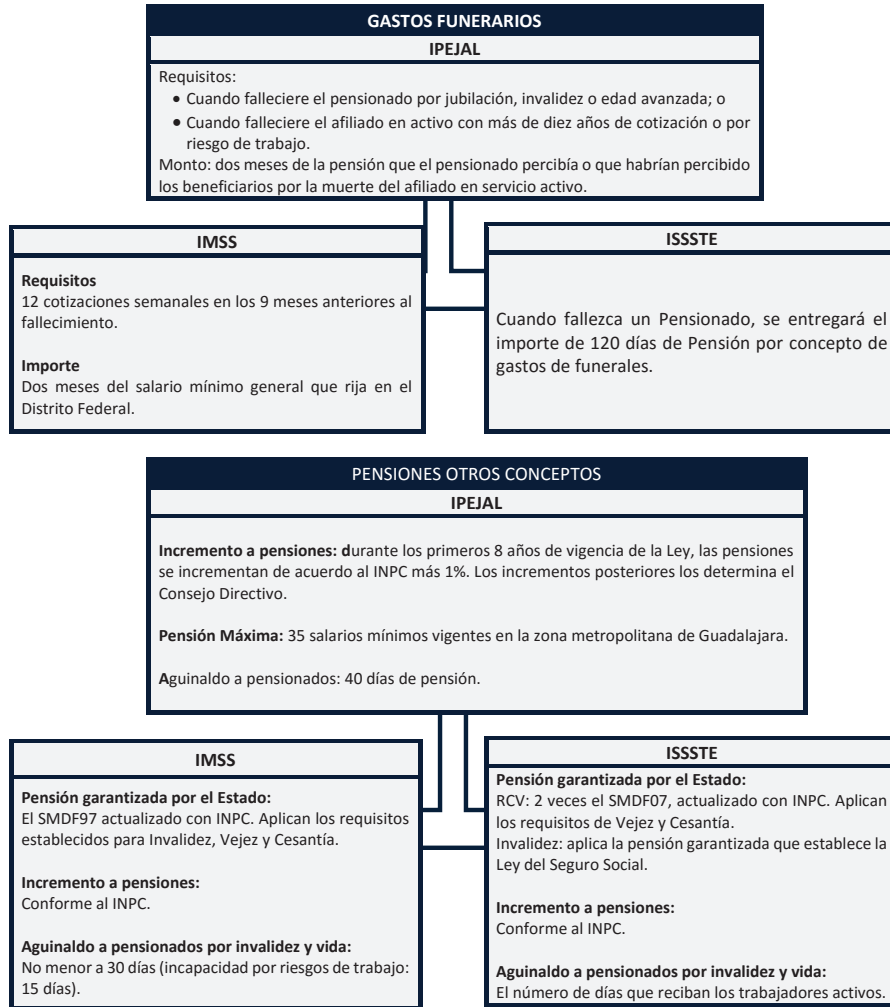 GASTOS FUNERARIOS
IPEJAL
Requisitos:
• Cuando falleciere el pensionado por jubilación, invalidez o edad avanzada; o
• Cuando falleciere el afiliado en activo con más de diez años de cotización o por
riesgo de trabajo.
Monto: dos meses de la pensión que el pensionado percibía o que habrían percibido
los beneficiarios por la muerte del afiliado en servicio activo.
IMSS
Requisitos
12 cotizaciones semanales en los 9 meses anteriores al
fallecimiento.
Importe
Dos meses del salario mínimo general que rija en el
Distrito Federal.
ISSSTE
Cuando fallezca un Pensionado, se entregará el
importe de 120 días de Pensión por concepto de
gastos de funerales.
PENSIONES OTROS CONCEPTOS
IPEJAL
Incremento a pensiones: durante los primeros 8 años de vigencia de la Ley, las pensiones
se incrementan de acuerdo al INPC más 1%. Los incrementos posteriores los determina el
Consejo Directivo.
Pensión Máxima: 35 salarios mínimos vigentes en la zona metropolitana de Guadalajara.
Aguinaldo a pensionados: 40 días de pensión.
IMSS
Pensión garantizada por el Estado:
El SMDF97 actualizado con INPC. Aplican los requisitos
establecidos para Invalidez, Vejez y Cesantía.
Incremento a pensiones:
Conforme al INPC.
Aguinaldo a pensionados por invalidez y vida:
No menor a 30 días (incapacidad por riesgos de trabajo:
15 días).
ISSSTE
Pensión garantizada por el Estado:
RCV: 2 veces el SMDF07, actualizado con INPC. Aplican
los requisitos de Vejez y Cesantía.
Invalidez: aplica la pensión garantizada que establece la
Ley del Seguro Social.
Incremento a pensiones:
Conforme al INPC.
Aguinaldo a pensionados por invalidez y vida:
El número de días que reciban los trabajadores activos.